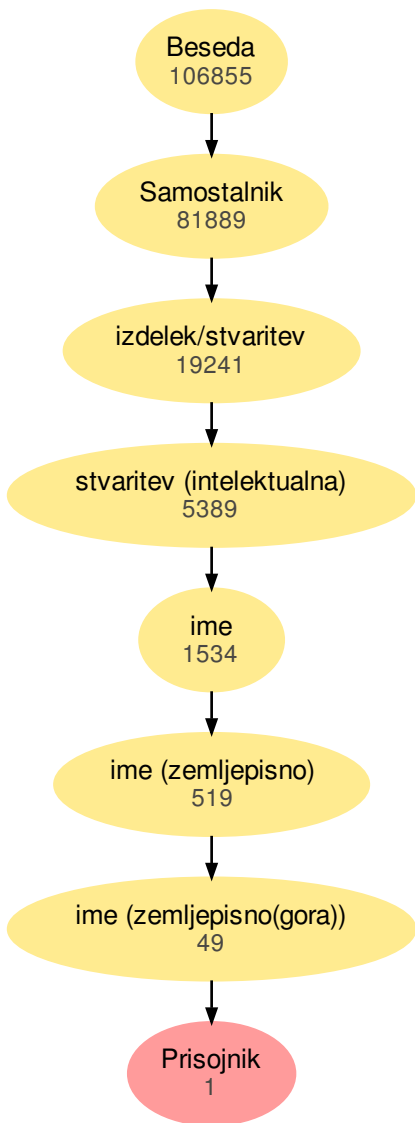 Beseda
106855
Samostalnik
81889
izdelek/stvaritev
19241
stvaritev (intelektualna)
5389
ime
1534
ime (zemljepisno)
519
ime (zemljepisno(gora))
49
Prisojnik
1